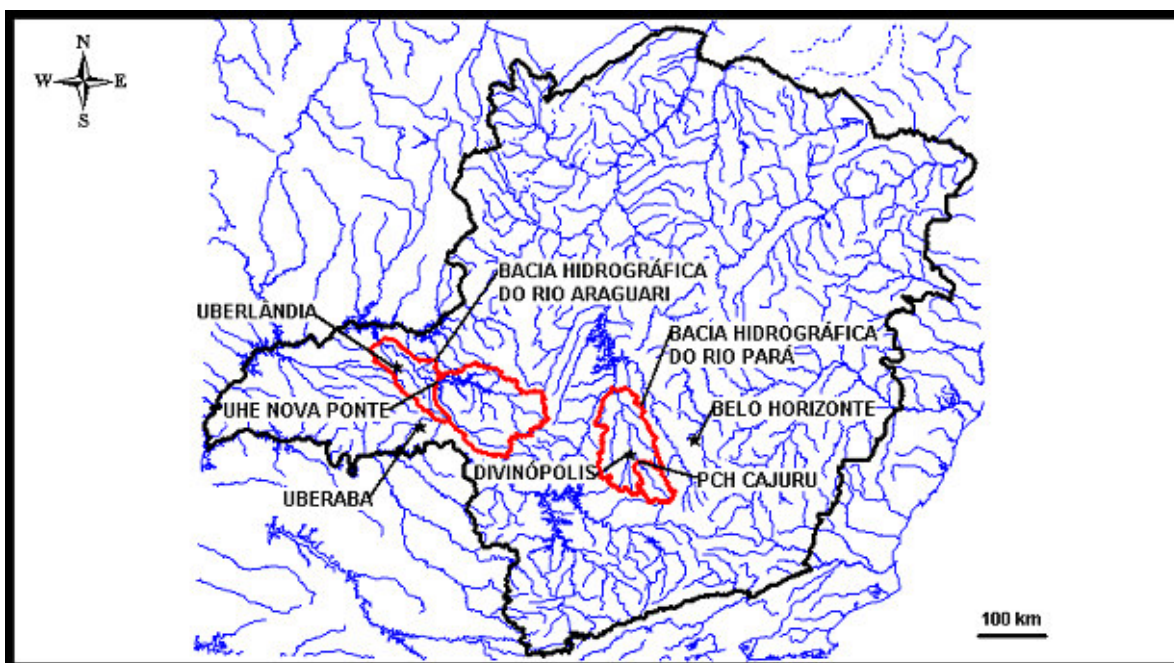 N
W E
S
BACIA HIDROGRÁFICA
DO RIO ARAGUARI
UBERLÂNDIA
BACIA HIDROGRÁFICA
DO RIO PARÁ
UHE NOVA PONTE
BELO HORIZONTE
DIVINÓPOLIS
PCH CAJURU
UBERABA
100 km